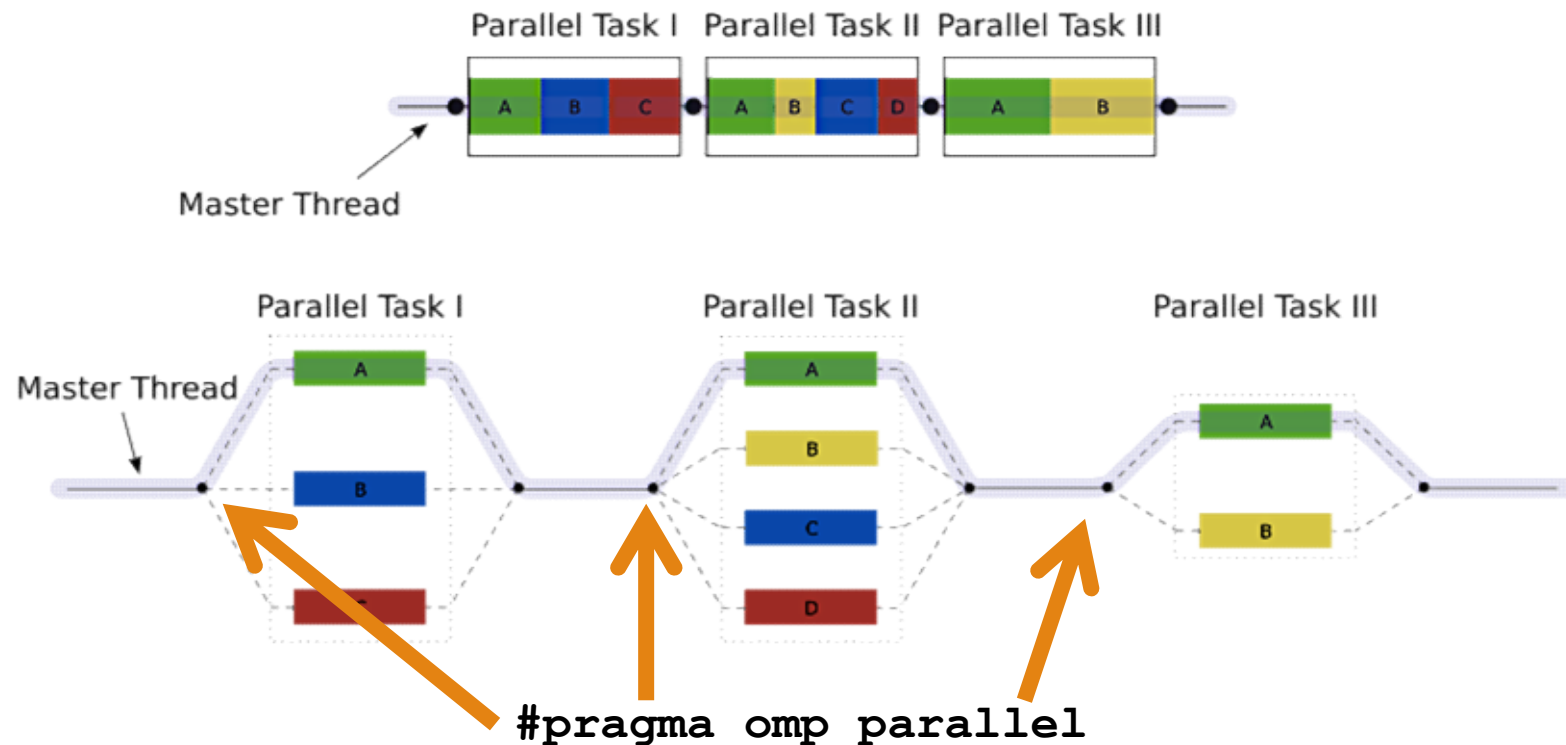 Parallel Task I Parallel Task II Parallel Task III
A B C A B C D A B
Master Thread
Parallel Task I Parallel Task II Parallel Task III
A A
Master Thread A
B
B B
C
D
#pragma omp parallel